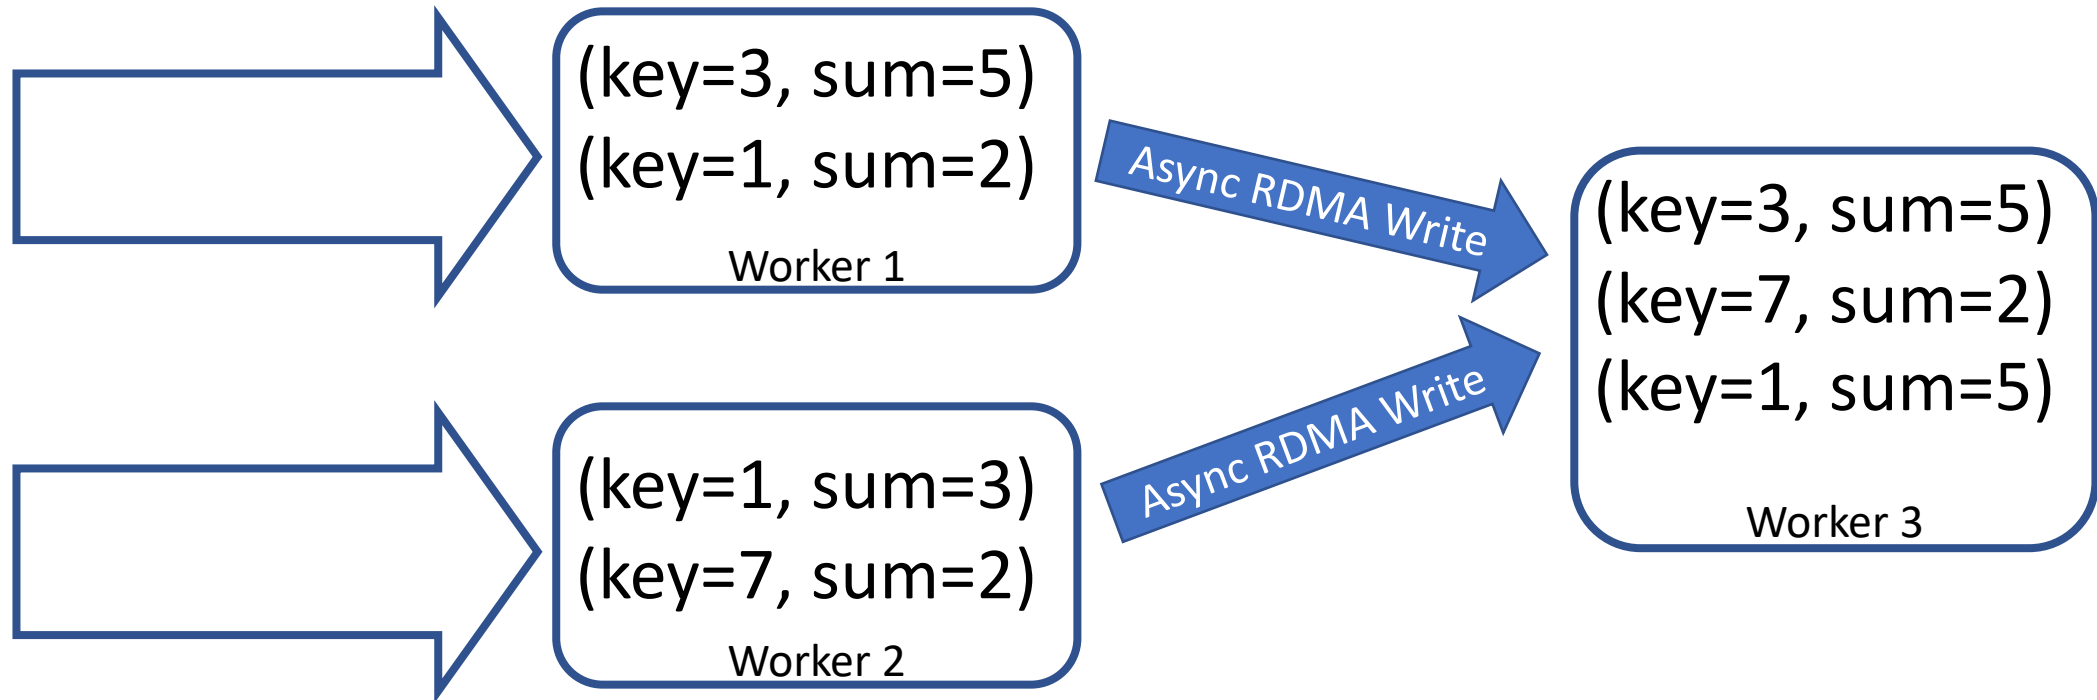 (key=3, sum=5)
(key=1, sum=2)
Worker 1
Async RDMA Write
(key=1, sum=3)
(key=7, sum=2)
Worker 2
Async RDMA Write
(key=3, sum=5)
(key=7, sum=2)
(key=1, sum=5)
Worker 3